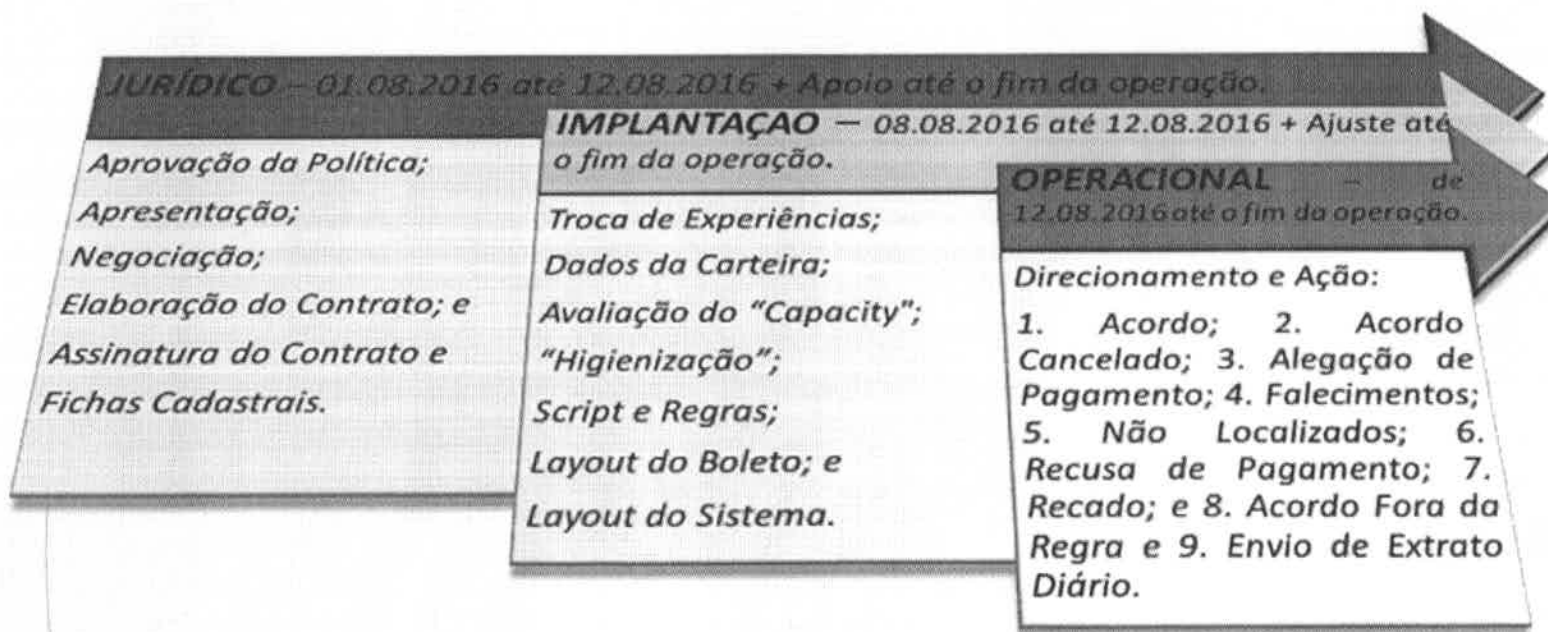 JURÍDICO – 01.08.2016 até 12.08.2016 + Apoio até o fim da operação.
Aprovação da Política;
Apresentação;
Negociação;
Elaboração do Contrato; e
Assinatura do Contrato e
Fichas Cadastrais.
IMPLANTAÇAO – 08.08.2016 até 12.08.2016 + Ajuste até
o fim da operação.
Troca de Experiências;
Dados da Carteira;
Avaliação do “Capacity”;
“Higienização”;
Script e Regras;
Layout do Boleto; e
Layout do Sistema.
OPERACIONAL – de
12.08.2016 até o fim da operação.
Direcionamento e Ação:
1. Acordo; 2. Acordo
Cancelado; 3. Alegação de
Pagamento; 4. Falecimentos;
5. Não Localizados; 6.
Recusa de Pagamento; 7.
Recado; e 8. Acordo Fora da
Regra e 9. Envio de Extrato
Diário.